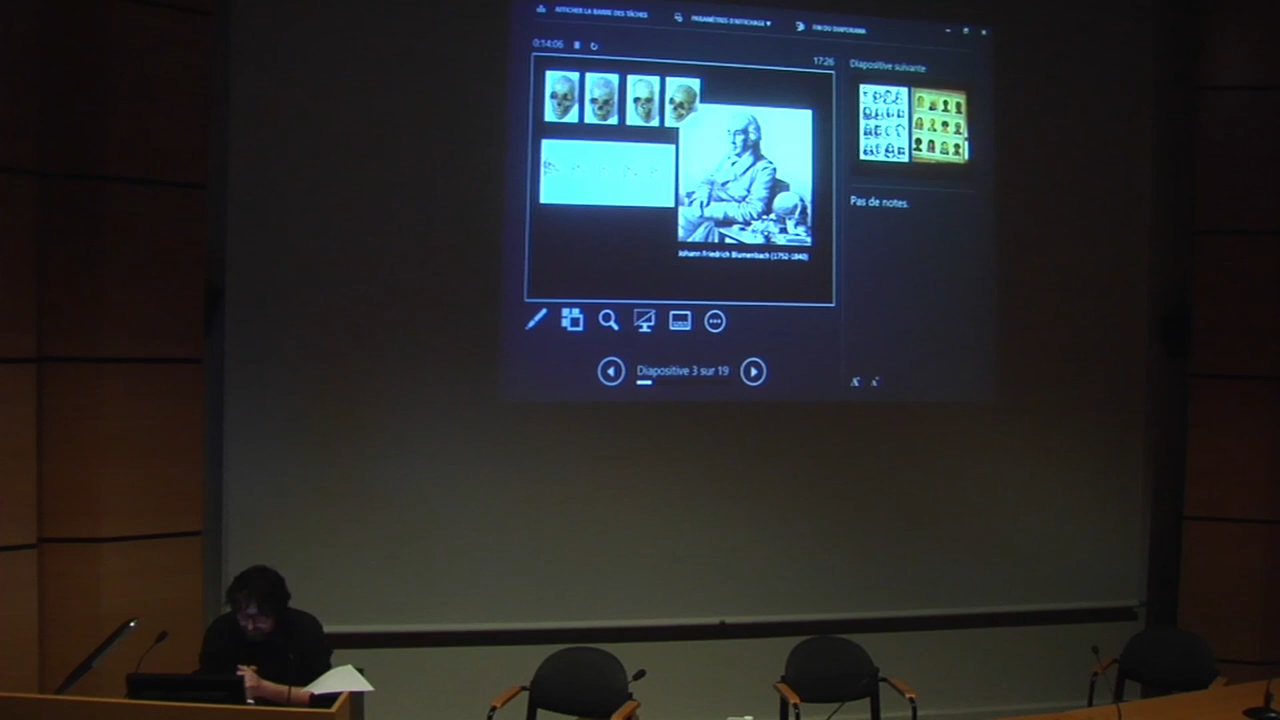 AFFICHER LA BARRE DES TÂCHES
PARAMÈTRES D'AFFICHAGE ▼
FIN DU DIAPORAMA
0:14:06
17:26
Diapositive suivante
Johann Friedrich Blumenbach (1752-1840)
Pas de notes.
Diapositive 3 sur 19
A A